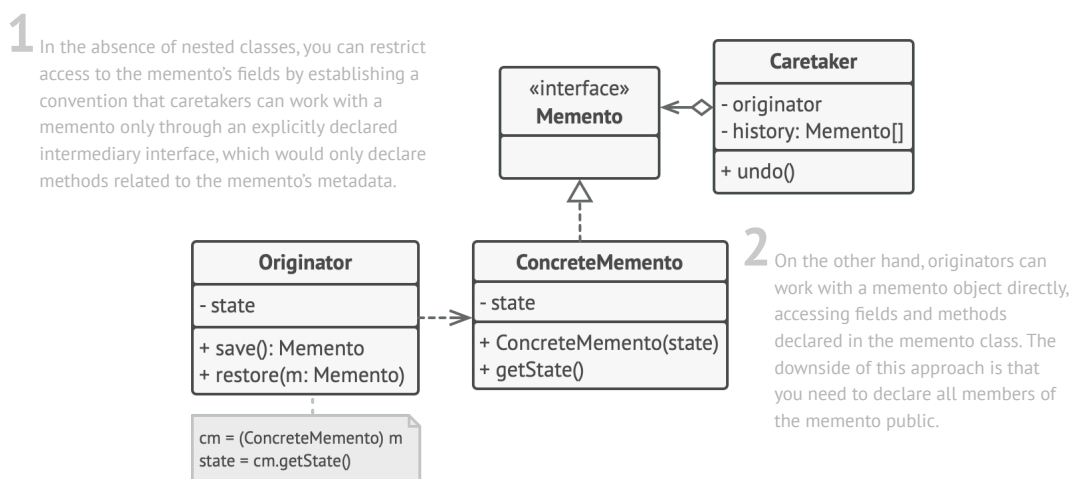 1
In the absence of nested classes, you can restrict
access to the memento's fields by establishing a
convention that caretakers can work with a
memento only through an explicitly declared
intermediary interface, which would only declare
methods related to the memento's metadata.
«interface»
Memento
Caretaker
- originator
- history: Memento[]
+ undo()
Originator
- state
+ save(): Memento
+ restore(m: Memento)
cm = (ConcreteMemento) m
state = cm.getState()
ConcreteMemento
- state
+ ConcreteMemento(state)
+ getState()
2
On the other hand, originators can
work with a memento object directly,
accessing fields and methods
declared in the memento class. The
downside of this approach is that
you need to declare all members of
the memento public.